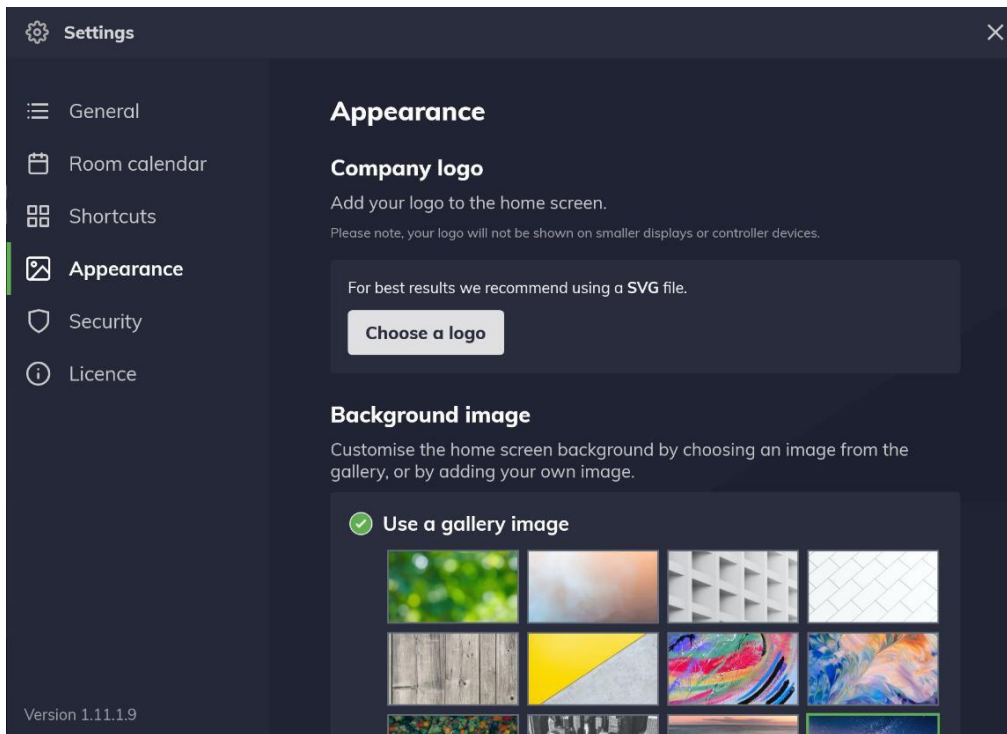 Settings
General
Room calendar
Shortcuts
Appearance
Security
Licence
Version 1.11.1.9
Appearance
Company logo
Add your logo to the home screen.
Please note, your logo will not be shown on smaller displays or controller devices.
For best results we recommend using a SVG file.
Choose a logo
Background image
Customise the home screen background by choosing an image from the
gallery, or by adding your own image.
Use a gallery image